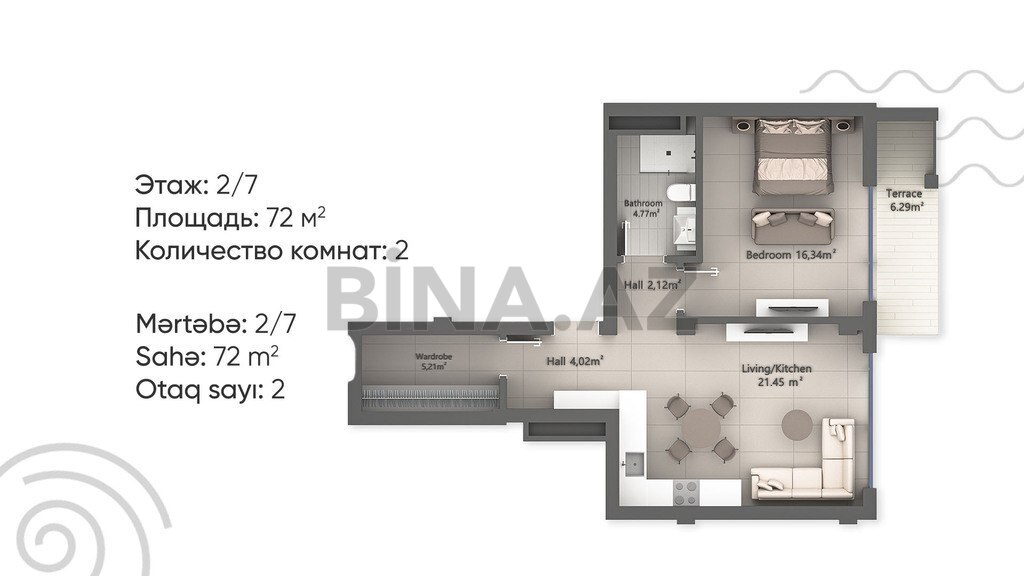 Этаж: 2/7
Площадь: 72 м²
Количество комнат: 2
Mərtəbə: 2/7
Sahə: 72 m²
Otaq sayı: 2
BİNA.AZ
Bathroom
4.77m²
Bedroom 16,34m²
Terrace
6.29m²
Hall 2,12m²
Wardrobe
5,21m²
Hall 4,02m²
Living/Kitchen
21.45 m²